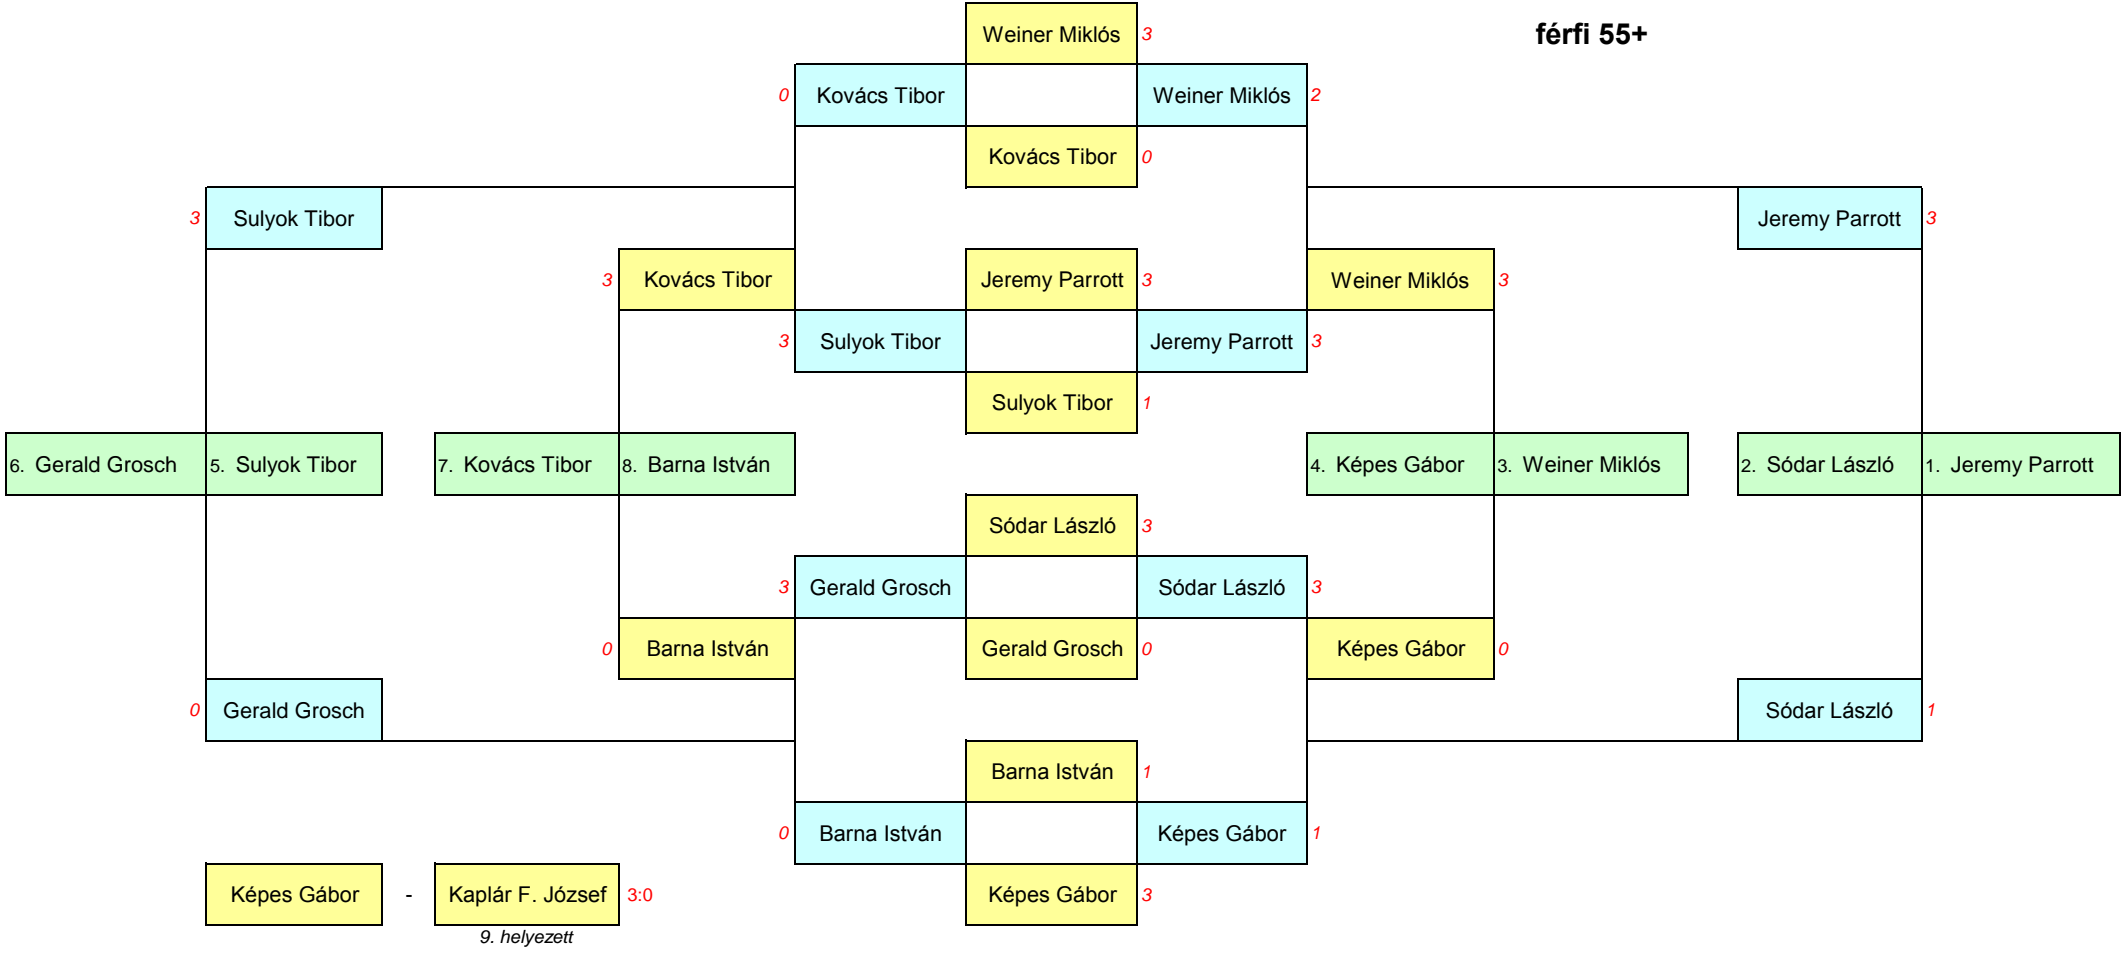 Weiner Miklós 3 férfi 55+
0 Kovács Tibor Weiner Miklós 2
Kovács Tibor 0
3 Sulyok Tibor Jeremy Parrott 3
3 Kovács Tibor Jeremy Parrott 3 Weiner Miklós 3
3 Sulyok Tibor Jeremy Parrott 3
Sulyok Tibor 1
6. Gerald Grosch 5. Sulyok Tibor 7. Kovács Tibor 8. Barna István 4. Képes Gábor 3. Weiner Miklós 2. Sódar László 1. Jeremy Parrott
Sódar László 3
3 Gerald Grosch Sódar László 3
0 Barna István Gerald Grosch 0 Képes Gábor 0
0 Gerald Grosch Sódar László 1
Barna István 1
0 Barna István Képes Gábor 1
Képes Gábor - Kaplár F. József 3:0 Képes Gábor 3
9. helyezett